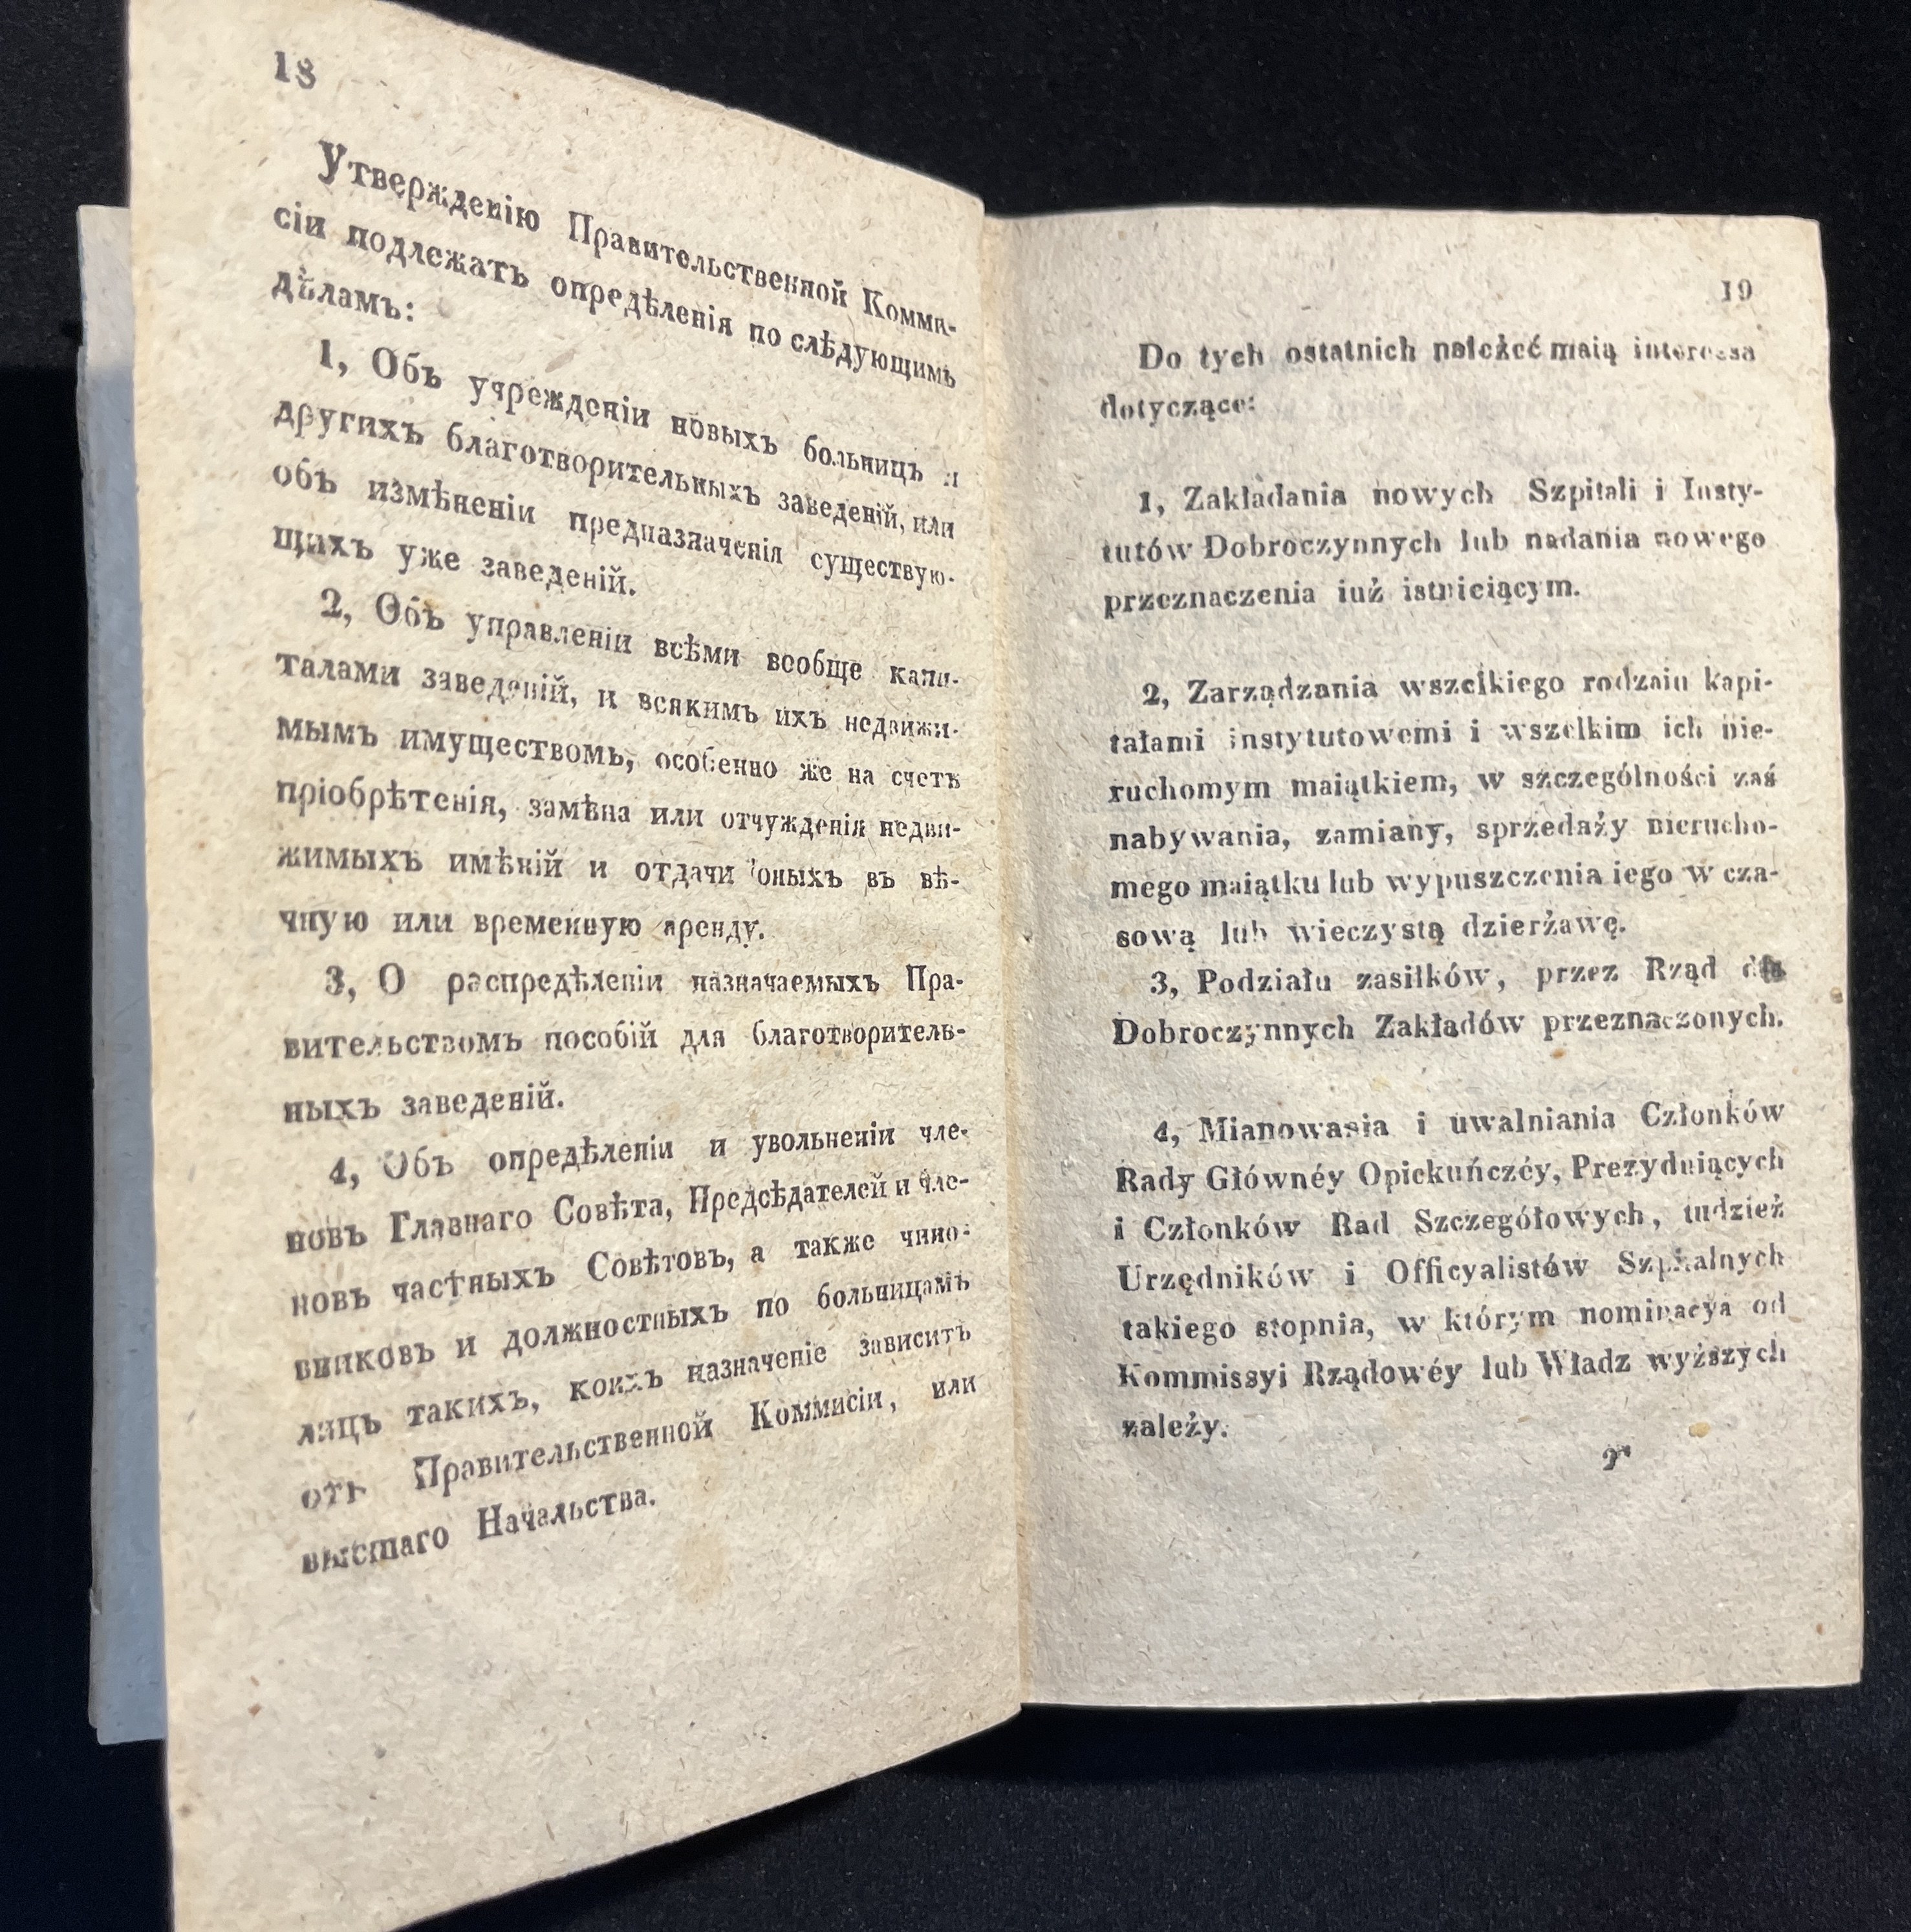 18
Утвержденію Правительственной Комми-
сіи подлежатъ опредѣленія по слѣдующимъ
дѣламъ:
1, Объ учрежденіи новыхъ больницъ и
другихъ благотворительныхъ заведеній, или
объ измѣненіи предназначенія существую-
щихъ уже заведеній.
2, Объ управленіи всѣми вообще капи-
талами заведеній, и всякимъ ихъ недвижи-
мымъ имуществомъ, особенно же на счетъ
пріобрѣтенія, замѣна или отчужденія недви-
жимыхъ имѣній и отдачи оныхъ въ вѣ-
чную или временную аренду.
3, О распредѣленіи назначаемыхъ Пра-
вительствомъ пособій для благотворитель-
ныхъ заведеній.
4, Объ опредѣленіи и увольненіи чле-
новъ Главнаго Совѣта, Предсѣдателей и чле-
новъ частныхъ Совѣтовъ, а также чино-
вниковъ и должностныхъ по больницамъ
лицъ такихъ, коихъ назначеніе зависитъ
отъ Правительственной Коммисіи, или
высшаго Начальства.
19
Do tych ostatnich należeć maią interessa
dotyczące:
1, Zakładania nowych Szpitali i Insty-
tutów Dobroczynnych lub nadania nowego
przeznaczenia iuż istnieiącym.
2, Zarządzania wszelkiego rodzaiu kapi-
tałami instytutowemi i wszelkim ich nie-
ruchomym maiątkiem, w szczególności zaś
nabywania, zamiany, sprzedaży nierucho-
mego maiątku lub wypuszczenia iego w cza-
sową lub wieczystą dzierżawę.
3, Podziału zasiłków, przez Rząd dla
Dobroczynnych Zakładów przeznaczonych.
4, Mianowania i uwalniania Członków
Rady Głównéy Opiekuńczéy, Prezyduiących
i Członków Rad Szczegółowych, tudzież
Urzędników i Officyalistów Szpitalnych
takiego stopnia, w którym nominacya od
Kommissyi Rządowéy lub Władz wyższych
zależy.
2*